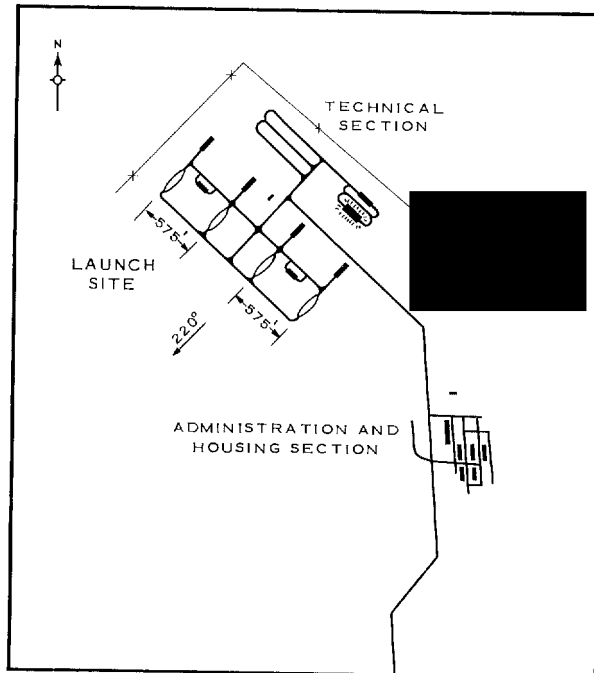 N
TECHNICAL
SECTION
575'
LAUNCH
SITE
575'
220°
ADMINISTRATION AND
HOUSING SECTION